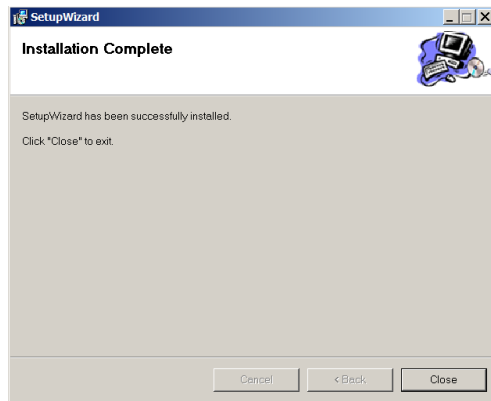 SetupWizard
Installation Complete
SetupWizard has been successfully installed.
Click "Close" to exit.
Cancel
< Back
Close